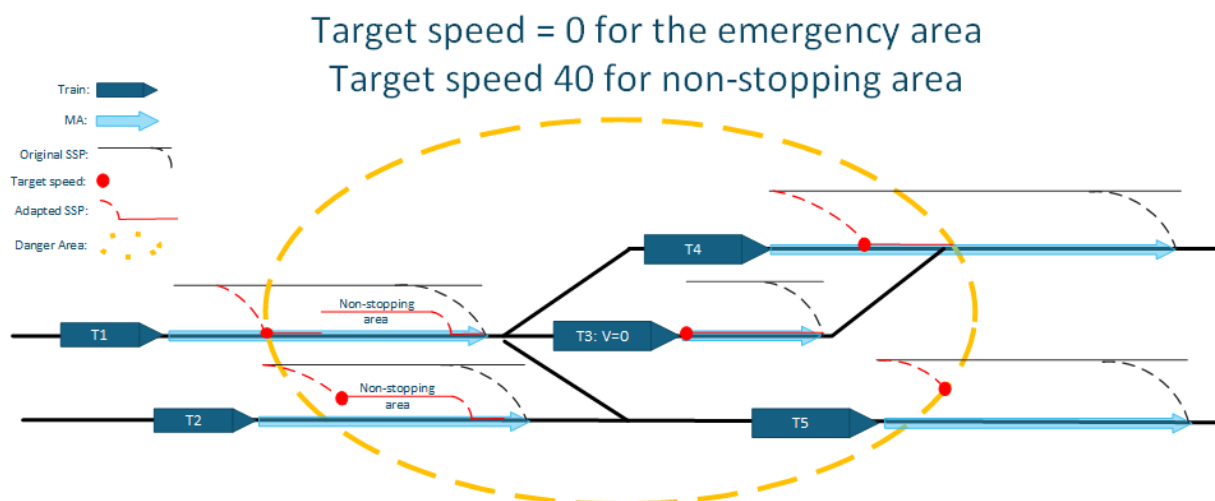 Target speed = 0 for the emergency area
Target speed 40 for non-stopping area
Train:
MA:
Original SSP:
Target speed:
Adapted SSP:
Danger Area:
T4
Non-stopping
area
T1
T3: V=0
Non-stopping
area
T2
T5